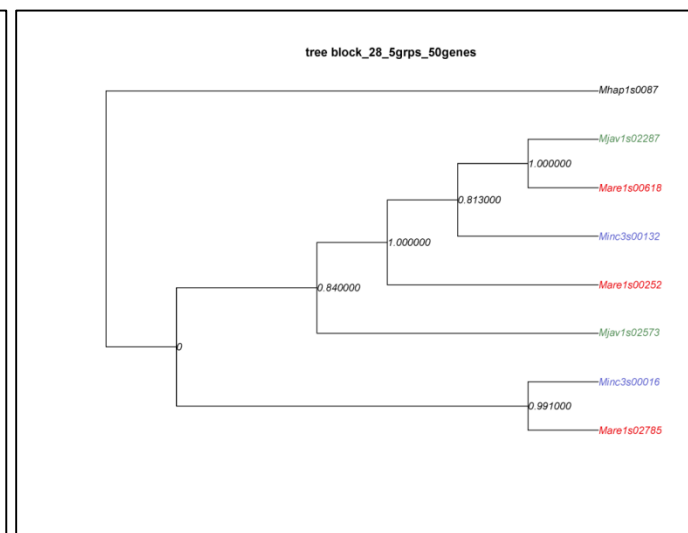 tree block_28_5grps_50genes
Mhap1s0087
Mjav1s02287
1.000000
Mare1s00618
0.813000
Minc3s00132
1.000000
Mare1s00252
0.840000
Mjav1s02573
0
Minc3s00016
0.991000
Mare1s02785